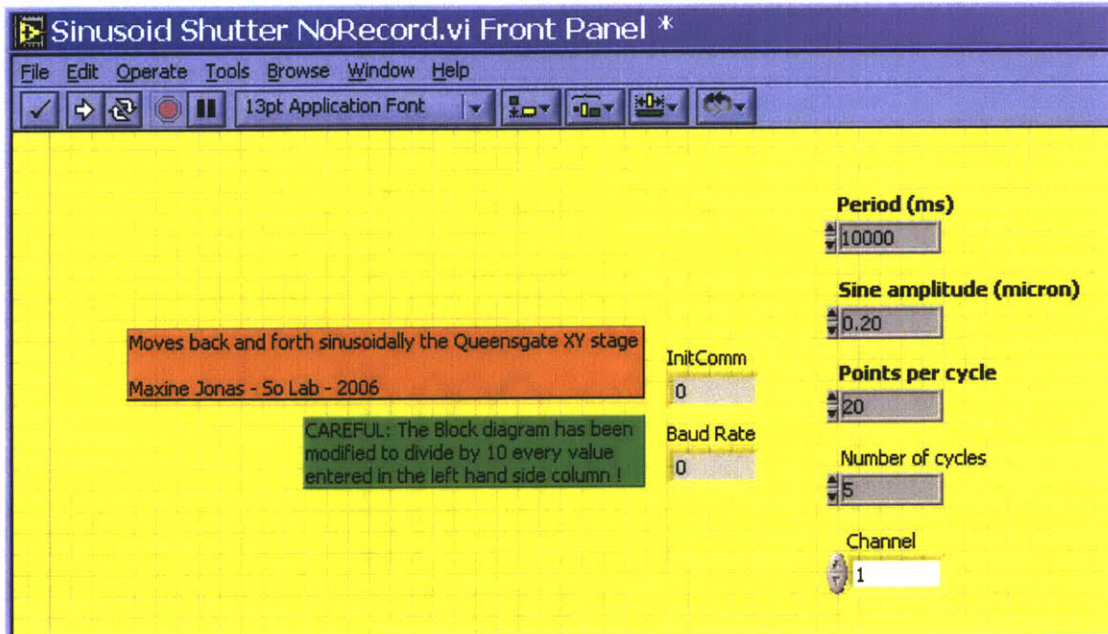 Sinusoid Shutter NoRecord.vi Front Panel *
File Edit Operate Tools Browse Window Help
13pt Application Font
Period (ms)
10000
Sine amplitude (micron)
0.20
Moves back and forth sinusoidally the Queensgate XY stage
Maxine Jonas - So Lab - 2006
InitComm
0
Points per cycle
20
CAREFUL: The Block diagram has been
modified to divide by 10 every value
entered in the left hand side column !
Baud Rate
0
Number of cycles
5
Channel
1